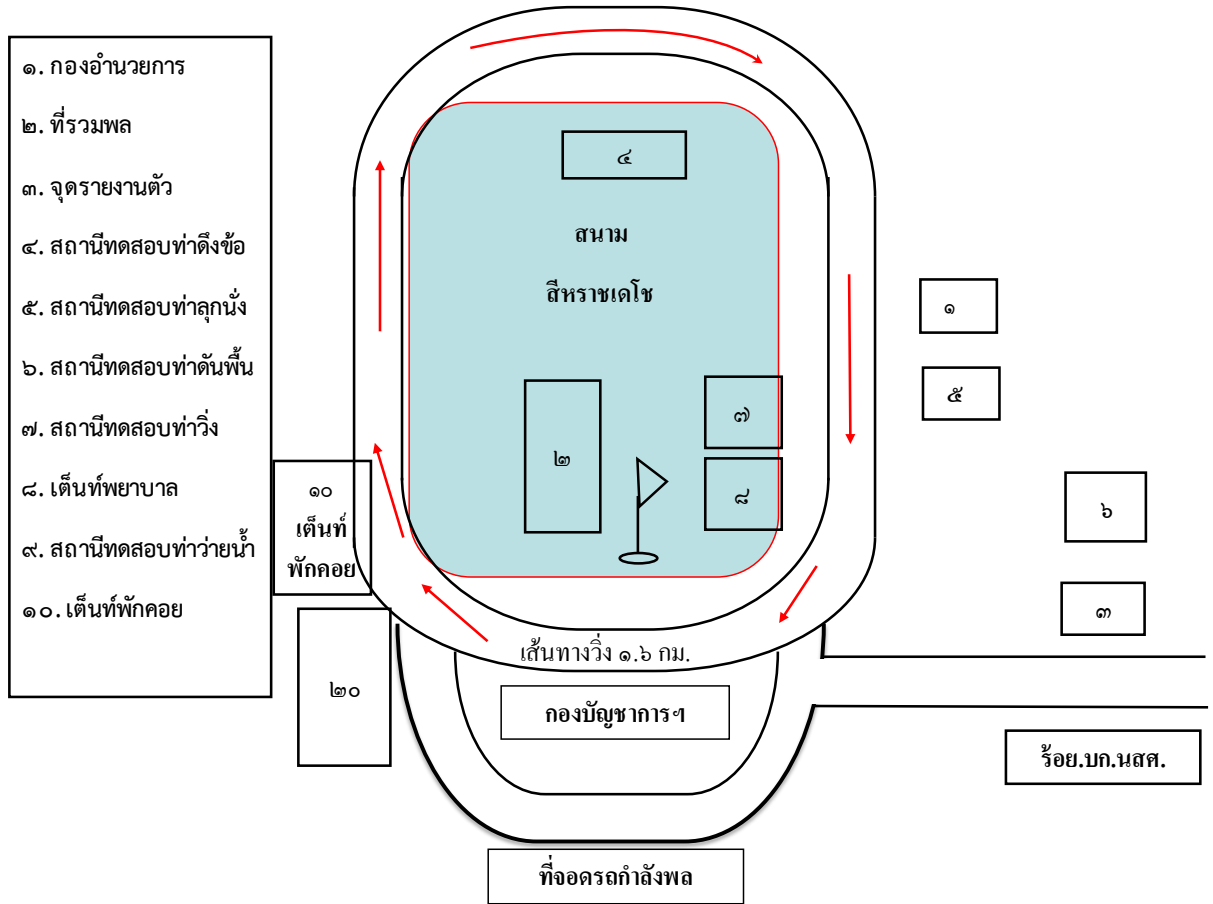 ๑. กองอำนวยการ
๒. ที่รวมพล
๓. จุดรายงานตัว
๔. สถานีทดสอบท่าดึงข้อ
๕. สถานีทดสอบท่าลุกนั่ง
๖. สถานีทดสอบท่าดันพื้น
๗. สถานีทดสอบท่าวิ่ง
๘. เต็นท์พยาบาล
๙. สถานีทดสอบท่าว่ายน้ำ
๑๐. เต็นท์พักคอย
๔
สนาม
สีหราชเดโช
๑
๕
๗
๒
๘
๑๐
เต็นท์
พักคอย
๖
๓
เส้นทางวิ่ง ๑.๖ กม.
๒๐
กองบัญชาการฯ
ร้อย.บก.นสศ.
ที่จอดรถกำลังพล